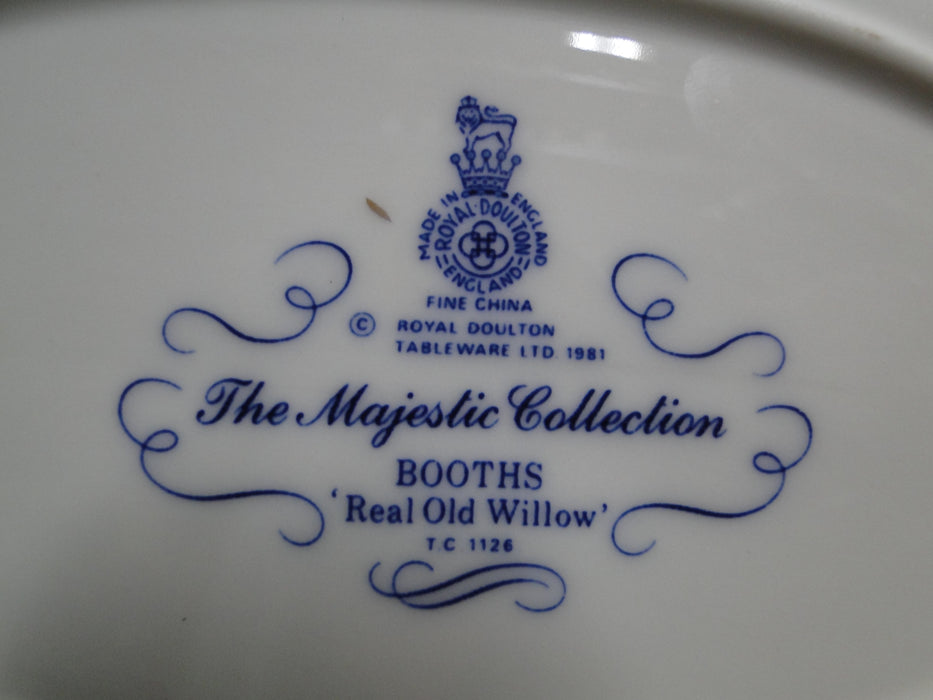 MADE IN ENGLAND
ROYAL·DOULTON
=ENGLAND=
FINE CHINA
© ROYAL DOULTON
TABLEWARE LTD. 1981
The Majestic Collection
BOOTHS
‘Real Old Willow’
T.C. 1126